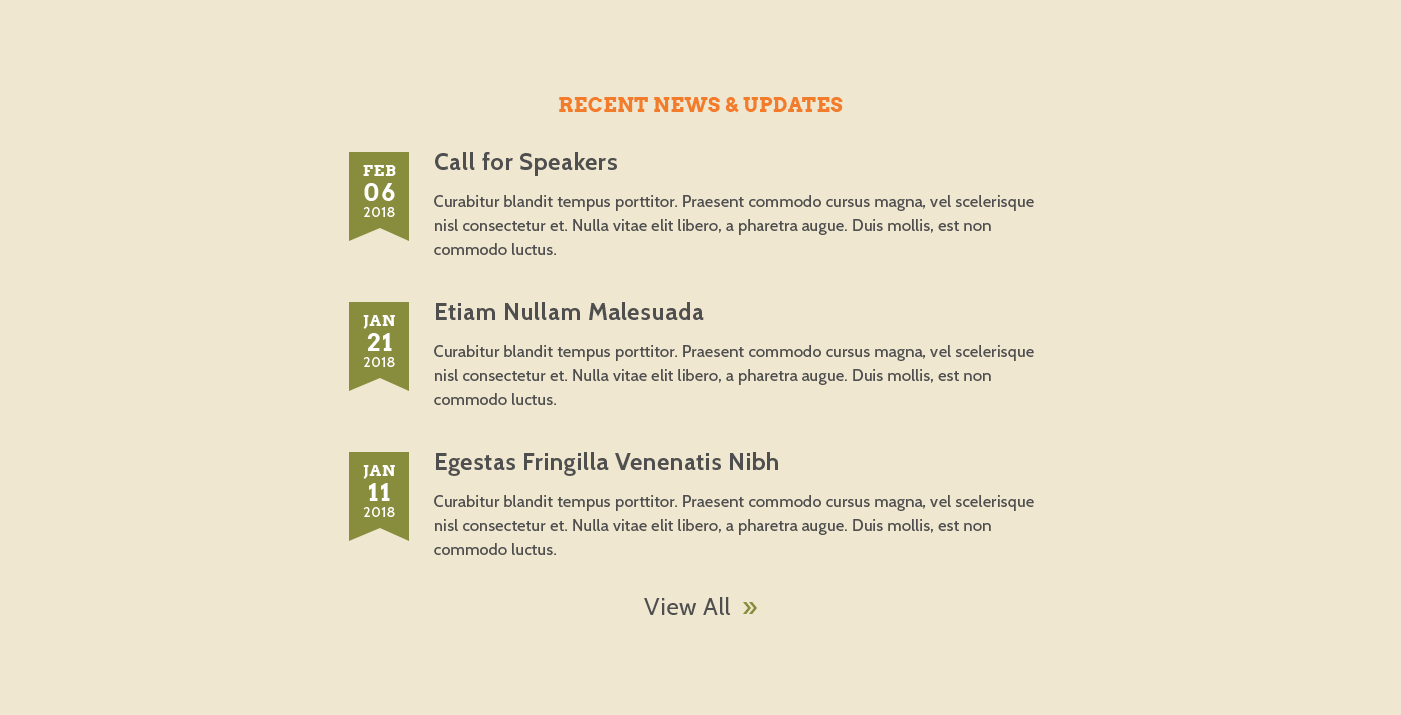 RECENT NEWS & UPDATES
FEB
06
2018
Call for Speakers
Curabitur blandit tempus porttitor. Praesent commodo cursus magna, vel scelerisque
nisl consectetur et. Nulla vitae elit libero, a pharetra augue. Duis mollis, est non
commodo luctus.
JAN
21
2018
Etiam Nullam Malesuada
Curabitur blandit tempus porttitor. Praesent commodo cursus magna, vel scelerisque
nisl consectetur et. Nulla vitae elit libero, a pharetra augue. Duis mollis, est non
commodo luctus.
JAN
11
2018
Egestas Fringilla Venenatis Nibh
Curabitur blandit tempus porttitor. Praesent commodo cursus magna, vel scelerisque
nisl consectetur et. Nulla vitae elit libero, a pharetra augue. Duis mollis, est non
commodo luctus.
View All »